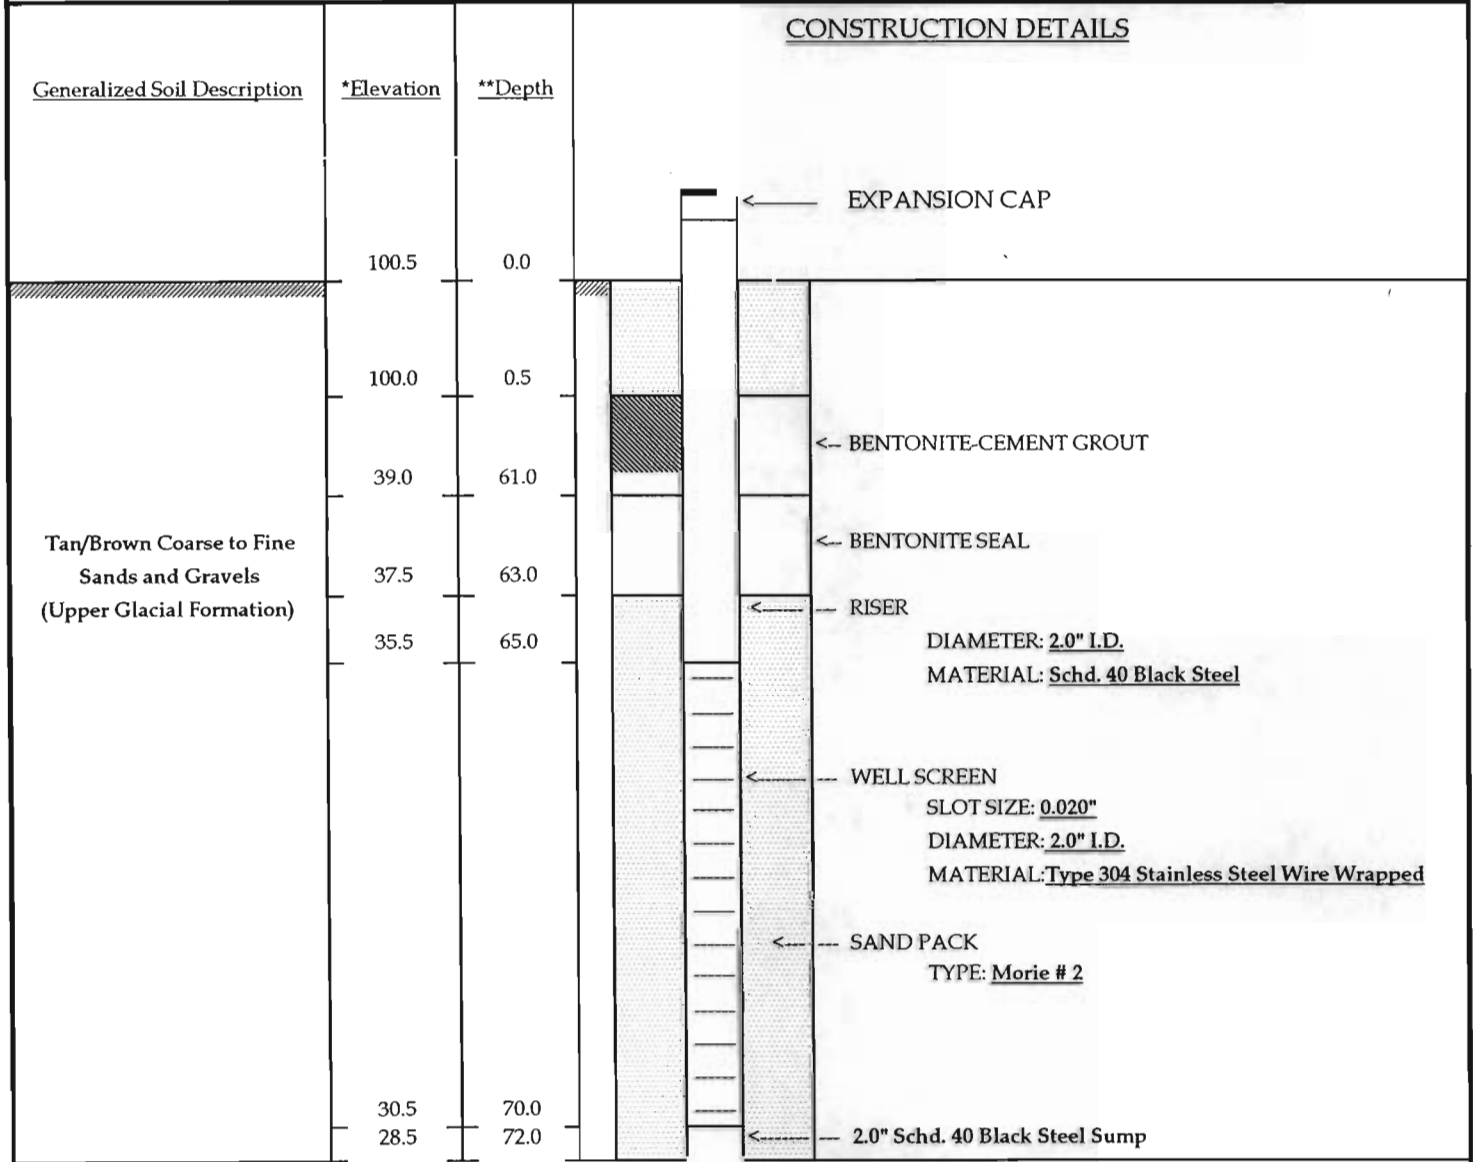 CONSTRUCTION DETAILS
Generalized Soil Description *Elevation **Depth
EXPANSION CAP
100.5 0.0
100.0 0.5
BENTONITE-CEMENT GROUT
39.0 61.0
BENTONITE SEAL
Tan/Brown Coarse to Fine
Sands and Gravels
(Upper Glacial Formation)
37.5 63.0
RISER
35.5 65.0
DIAMETER: 2.0" I.D.
MATERIAL: Schd. 40 Black Steel
WELL SCREEN
SLOT SIZE: 0.020"
DIAMETER: 2.0" I.D.
MATERIAL:Type 304 Stainless Steel Wire Wrapped
SAND PACK
TYPE: Morie # 2
30.5 70.0
28.5 72.0
2.0" Schd. 40 Black Steel Sump